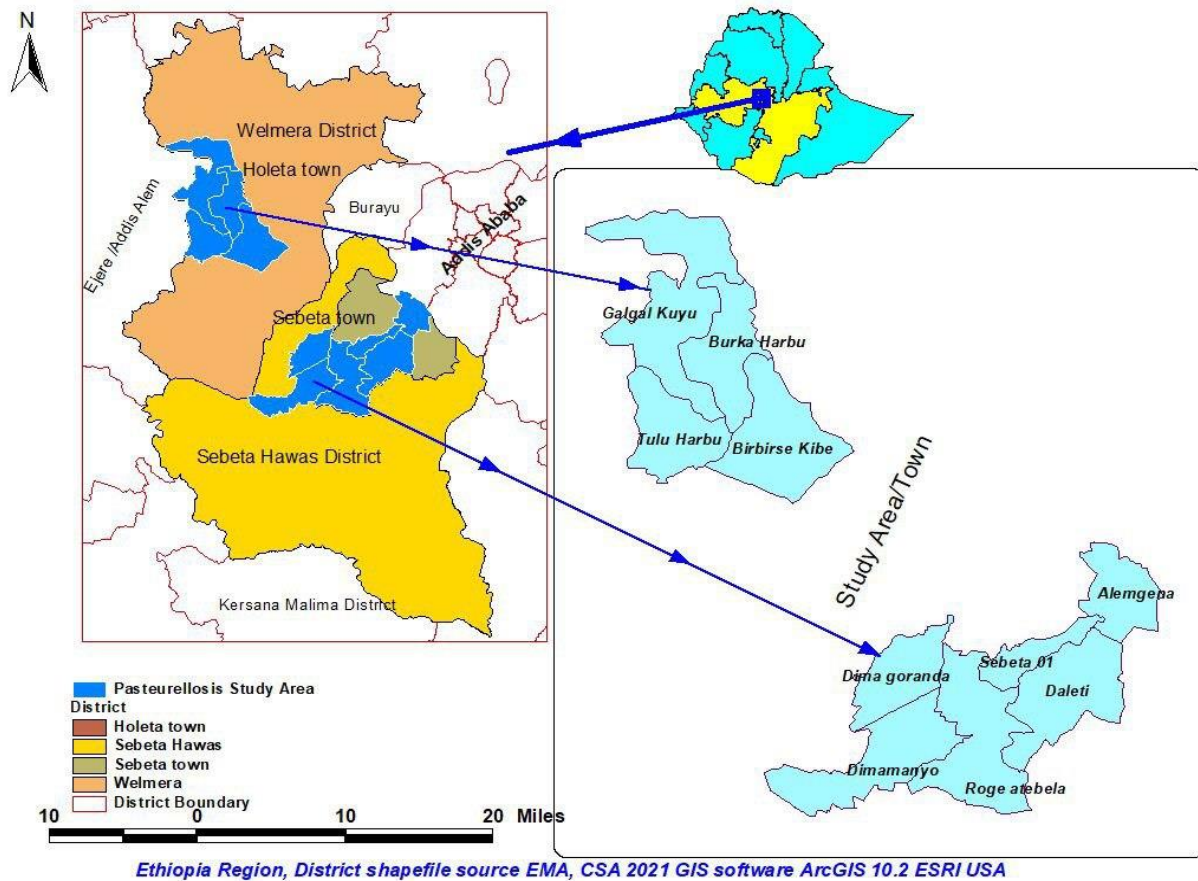 N
Welmera District
Holeta town
Ejere /Addis Alem
Burayu
Addis Ababa
Sebeta town
Sebeta Hawas District
Kersana Malima District
Galgal Kuyu
Burka Harbu
Tulu Harbu
Birbirse Kibe
Study Area/Town
Alemgena
Sebeta 01
Dima goranda
Daleti
Dimamanyo
Roge atebela
Pasteurellosis Study Area
District
Holeta town
Sebeta Hawas
Sebeta town
Welmera
District Boundary
10 0 10 20 Miles
Ethiopia Region, District shapefile source EMA, CSA 2021 GIS software ArcGIS 10.2 ESRI USA